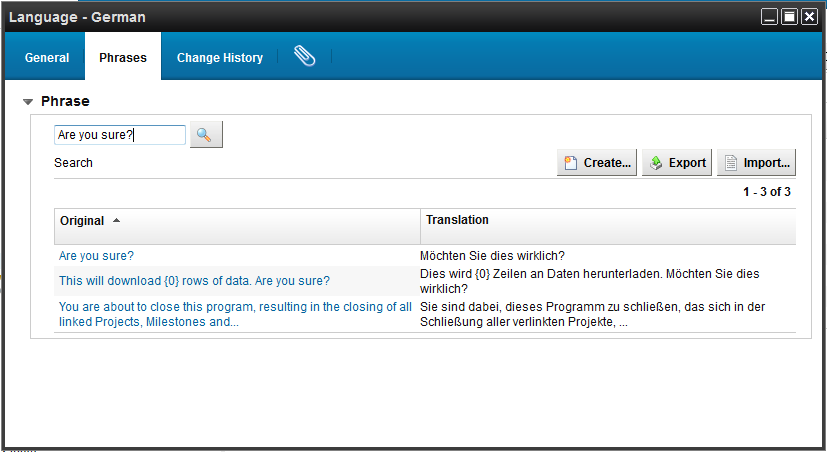 Language - German
General
Phrases
Change History
Phrase
Are you sure?
Search
Create...
Export
Import...
1 - 3 of 3
Original
Translation
Are you sure?
Möchten Sie dies wirklich?
This will download {0} rows of data. Are you sure?
Dies wird {0} Zeilen an Daten herunterladen. Möchten Sie dies
wirklich?
You are about to close this program, resulting in the closing of all
linked Projects, Milestones and...
Sie sind dabei, dieses Programm zu schließen, das sich in der
Schließung aller verlinkten Projekte, ...